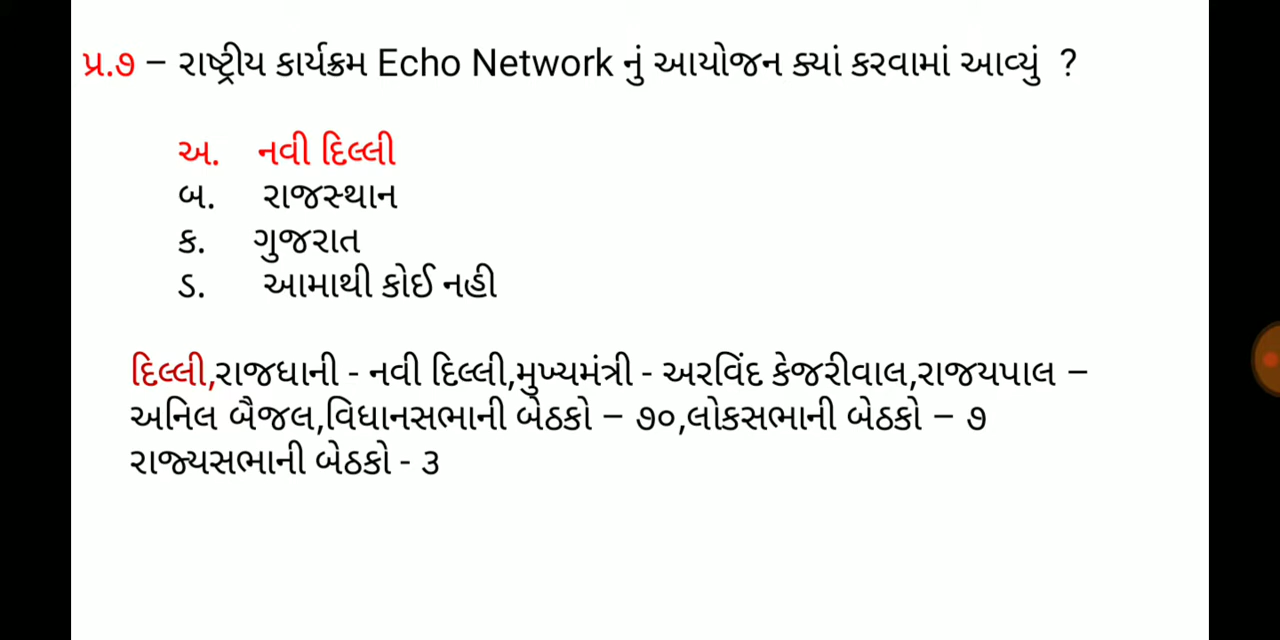 પ્ર.૭ – રાષ્ટ્રીય કાર્યક્રમ Echo Network નું આયોજન ક્યાં કરવામાં આવ્યું ?
અ. નવી દિલ્લી
બ. રાજસ્થાન
ક. ગુજરાત
ડ. આમાથી કોઈ નહી
દિલ્લી,રાજધાની - નવી દિલ્લી,મુખ્યમંત્રી - અરવિંદ કેજરીવાલ,રાજયપાલ –
અનિલ બૈજલ,વિધાનસભાની બેઠકો – ૭૦,લોકસભાની બેઠકો – ૭
રાજ્યસભાની બેઠકો - ૩